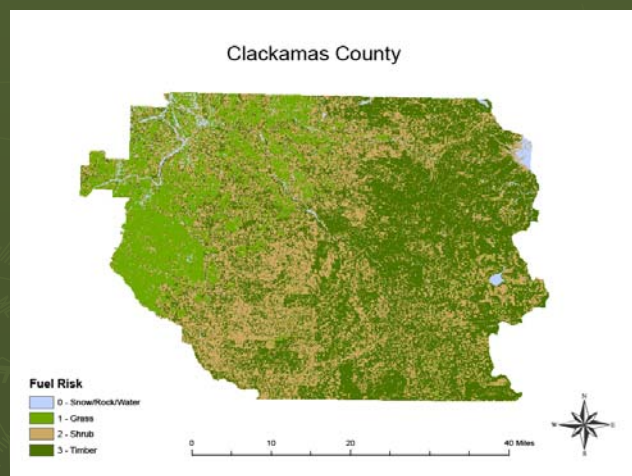 Clackamas County
Fuel Risk
0 - Snow/Rock/Water
1 - Grass
2 - Shrub
3 - Timber
0 10 20 40 Miles
N
W E
S